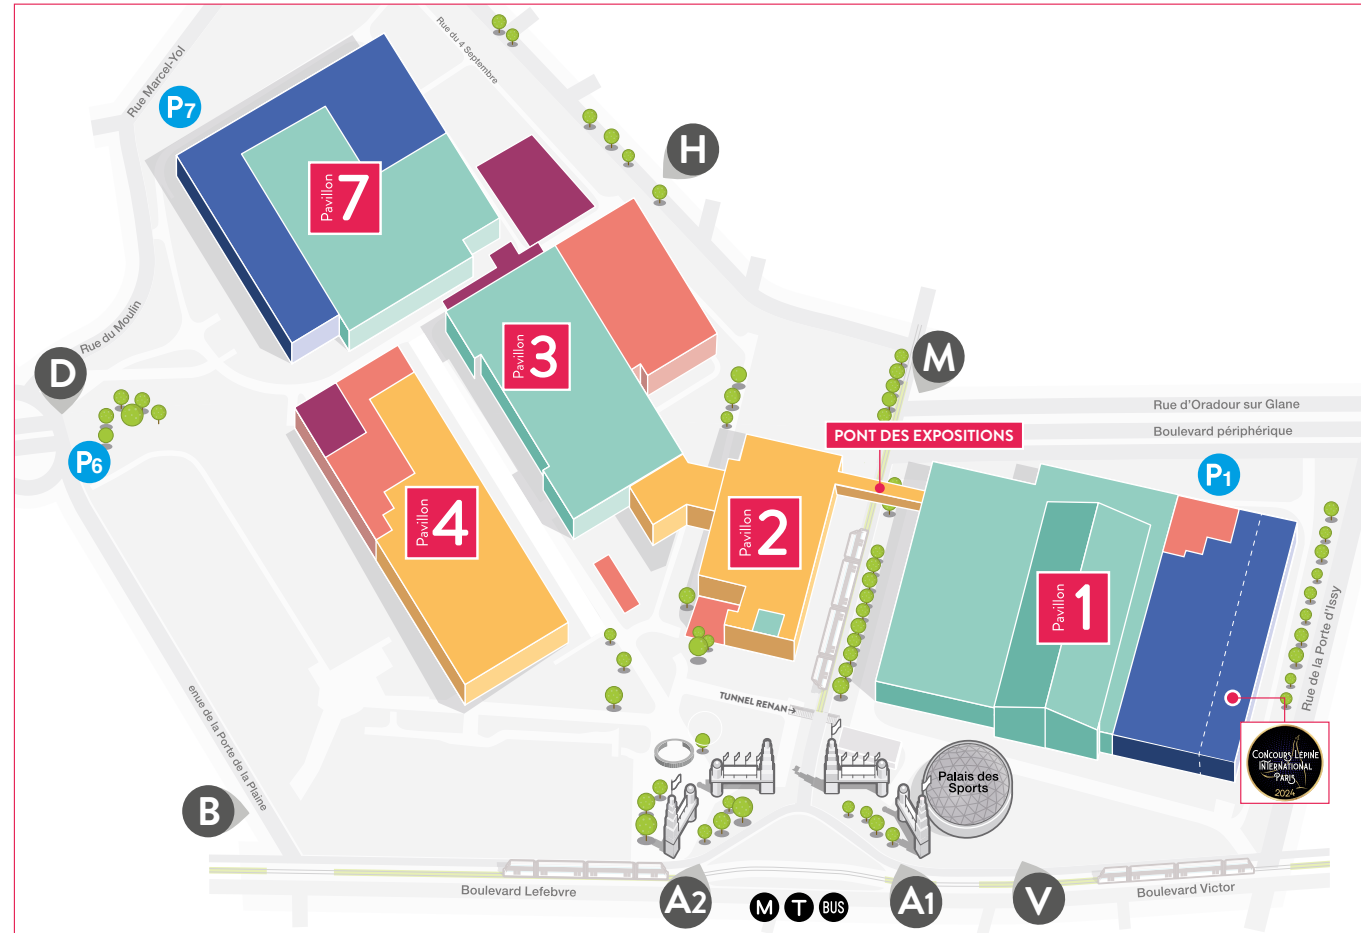 Rue Marcel-Yol
Rue du 4 Septembre
P7
H
Pavillon
7
Rue du Moulin
D
Pavillon
3
M
Rue d'Oradour sur Glane
Boulevard périphérique
PONT DES EXPOSITIONS
P6
P1
Pavillon
4
Pavillon
2
Pavillon
1
Rue de la Porte d'Issy
enue de la Porte de la Plaine
TUNNEL RENAN
CONCOURS LÉPINE
INTERNATIONAL
PARIS
2024
Palais des
Sports
B
Boulevard Lefebvre
A2
M T BUS
A1
V
Boulevard Victor